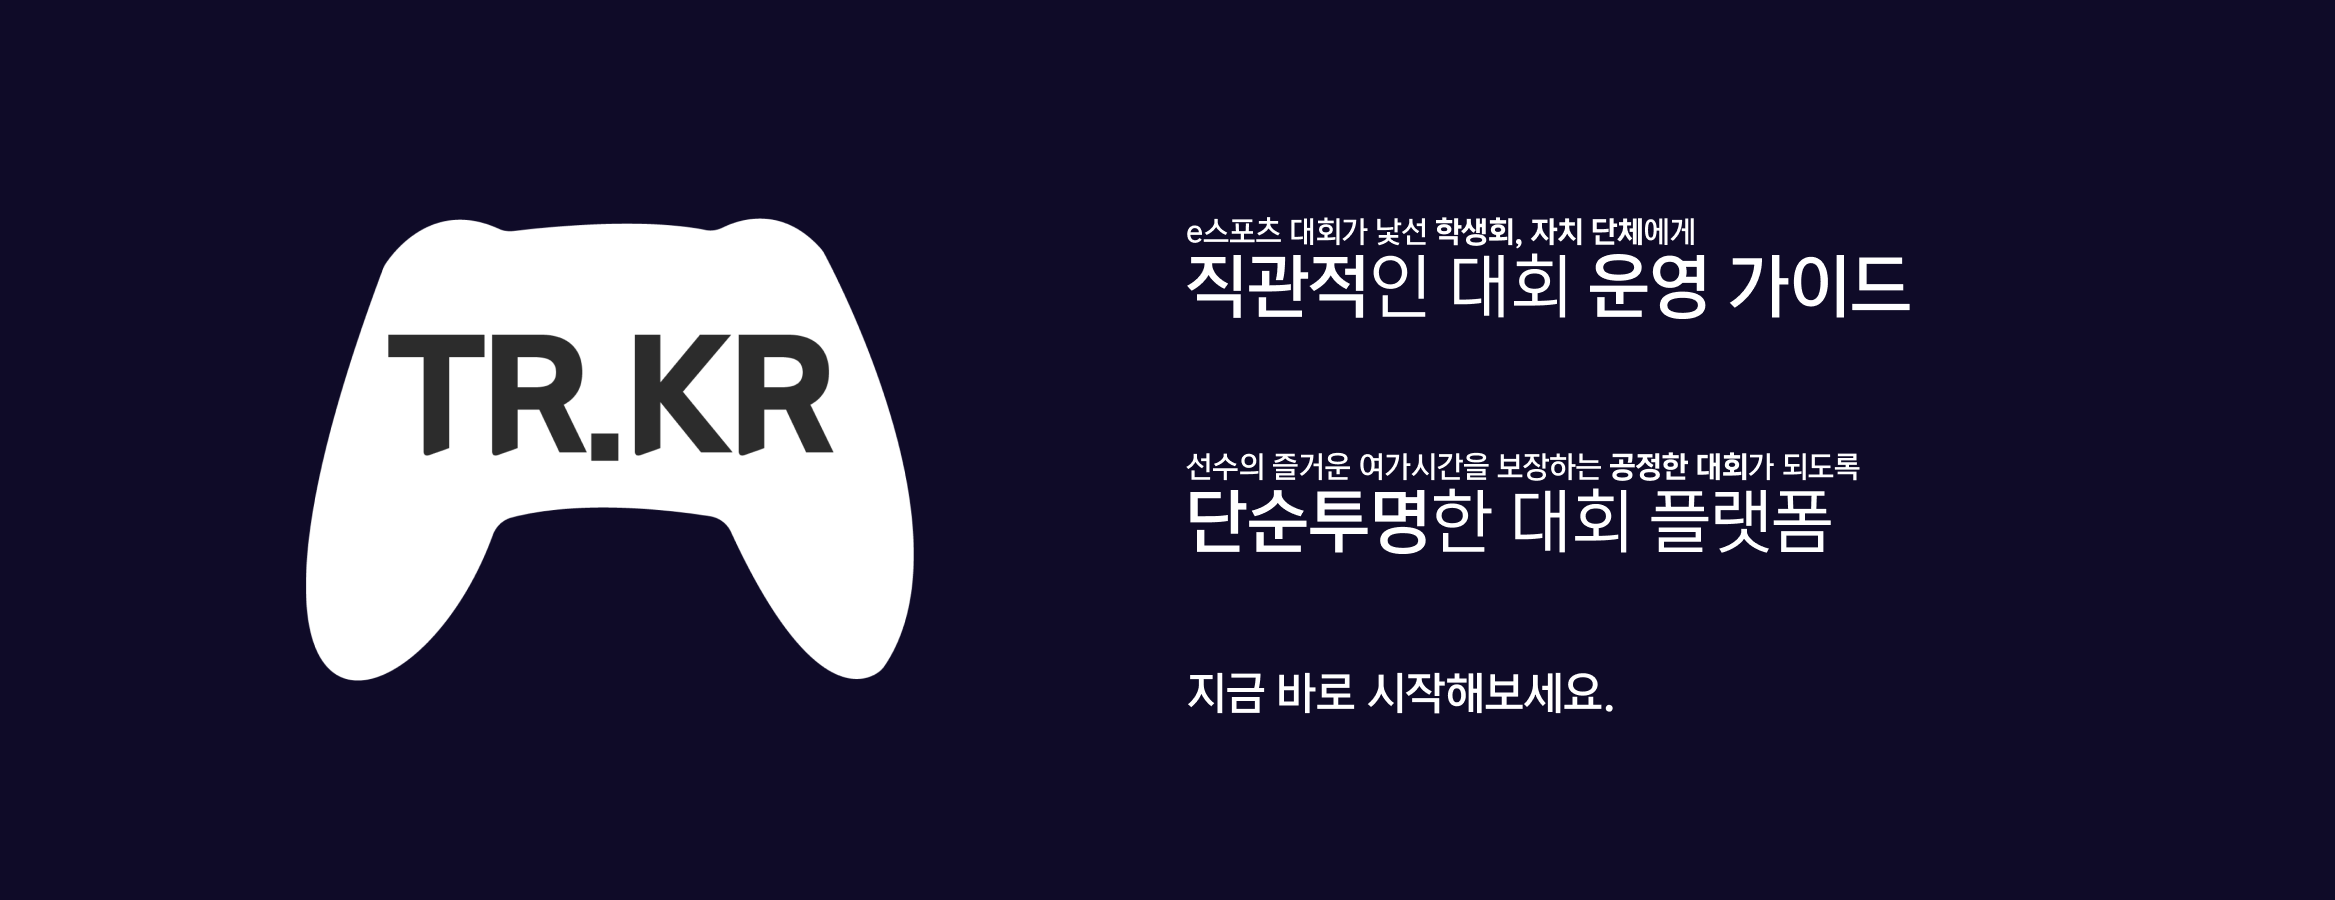 TR.KR
e스포츠 대회가 낯선 학생회, 자치 단체에게
직관적인 대회 운영 가이드
선수의 즐거운 여가시간을 보장하는 공정한 대회가 되도록
단순투명한 대회 플랫폼
지금 바로 시작해보세요.